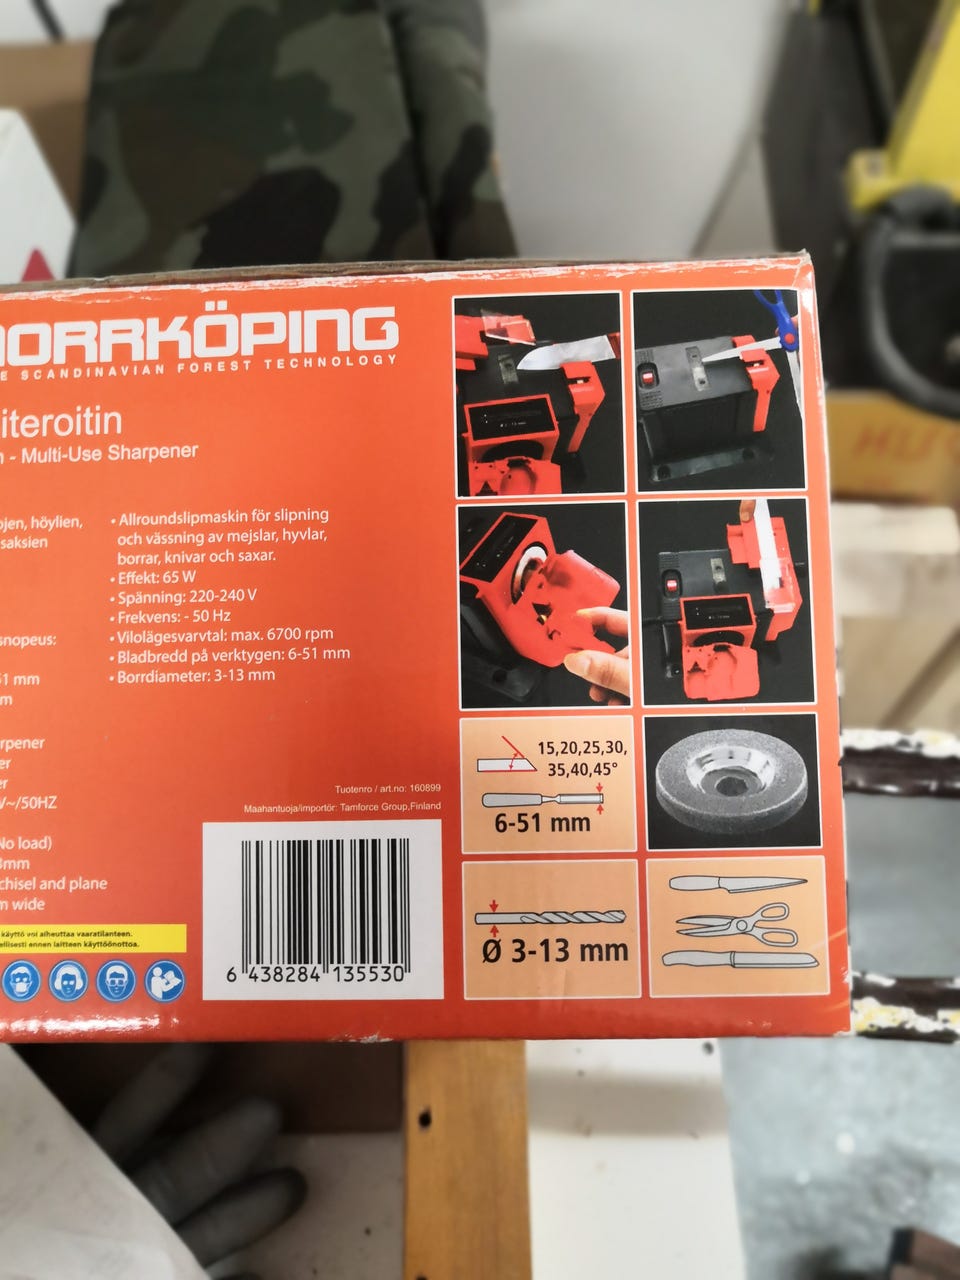 NORRKÖPING
E SCANDINAVIAN FOREST TECHNOLOGY
iteroitin
n - Multi-Use Sharpener
ojen, höylien,
saksien
snopeus:
51 mm
m
• Allroundslipmaskin för slipning
och vässning av mejslar, hyvlar,
borrar, knivar och saxar.
• Effekt: 65 W
• Spänning: 220-240 V
• Frekvens: - 50 Hz
• Vilolägesvarvtal: max. 6700 rpm
• Bladbredd på verktygen: 6-51 mm
• Borrdiameter: 3-13 mm
rpener
er
er
V~/50HZ
No load)
3mm
chisel and plane
m wide
Tuotenro / art.no: 160899
Maahantuoja/importör: Tamforce Group,Finland
käyttö voi aiheuttaa vaaratilanteen.
ellisesti ennen laitteen käyttöönottoa.
6 438284 135530
15,20,25,30,
35,40,45°
6-51 mm
Ø 3-13 mm